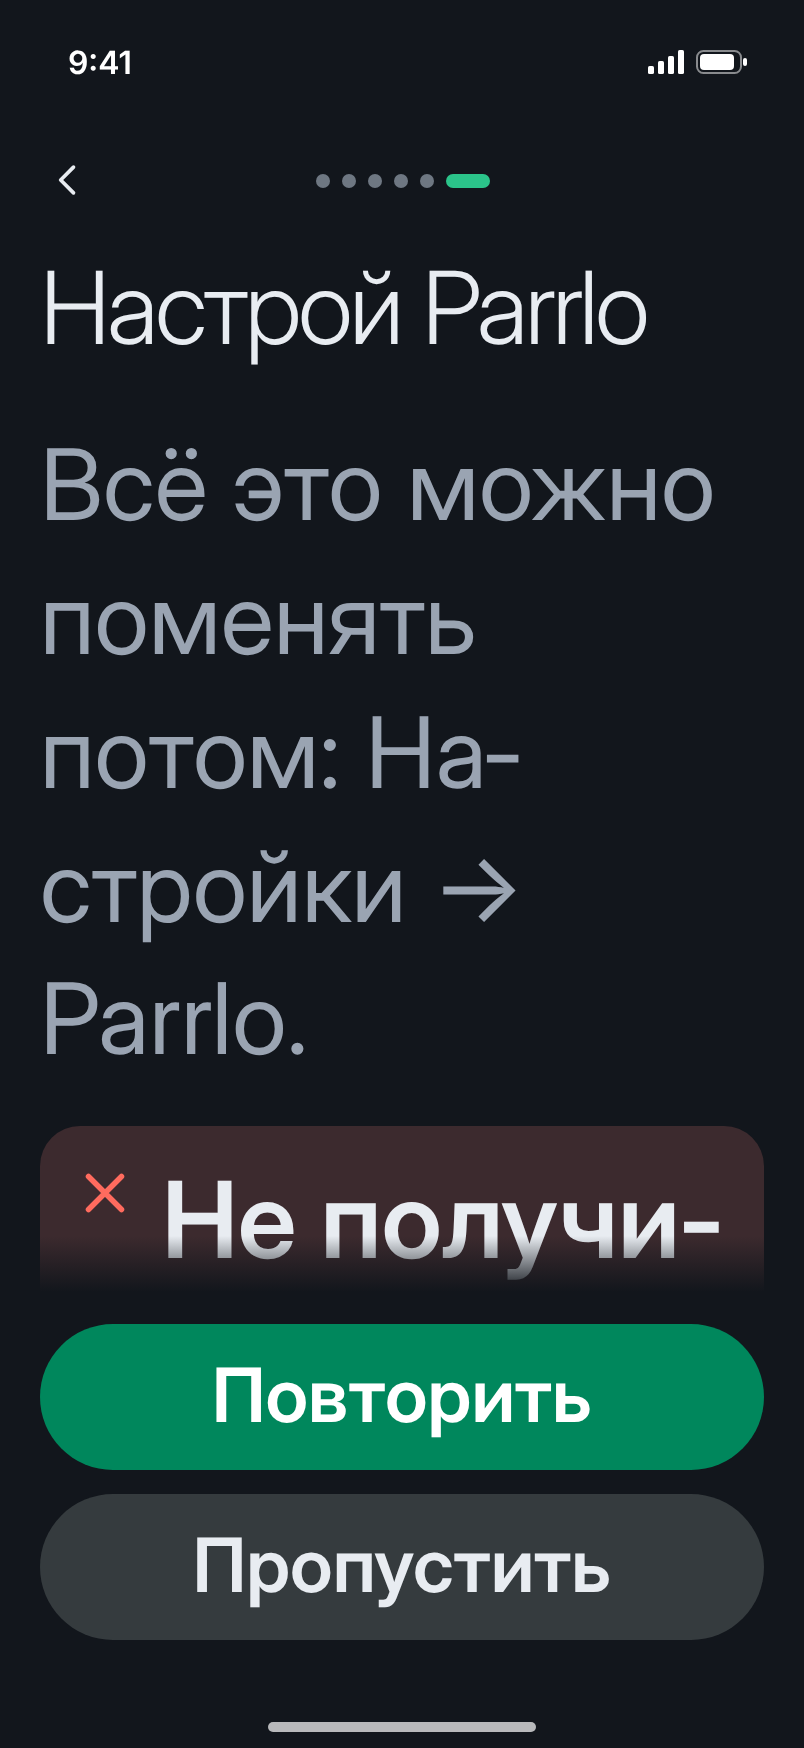 9:41
Настрой Parrlo
Всё это можно
поменять
потом: На-
стройки →
Parrlo.
Не получи-
Повторить
Пропустить